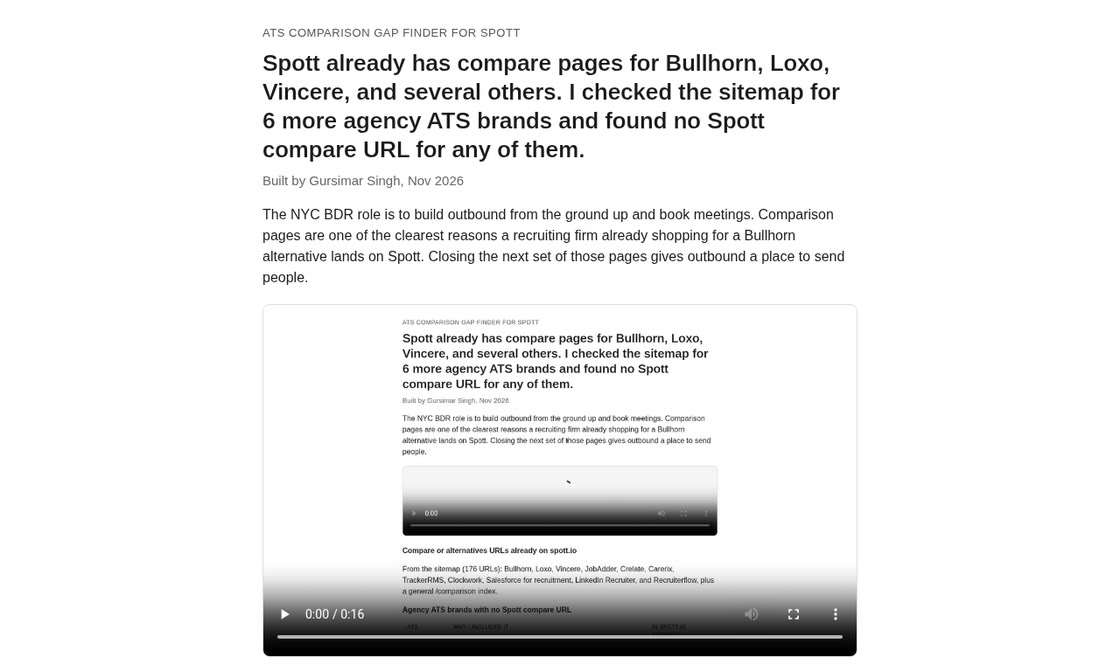 ATS COMPARISON GAP FINDER FOR SPOTT
Spott already has compare pages for Bullhorn, Loxo,
Vincere, and several others. I checked the sitemap for
6 more agency ATS brands and found no Spott
compare URL for any of them.
Built by Gursimar Singh, Nov 2026
The NYC BDR role is to build outbound from the ground up and book meetings. Comparison
pages are one of the clearest reasons a recruiting firm already shopping for a Bullhorn
alternative lands on Spott. Closing the next set of those pages gives outbound a place to send
people.
ATS COMPARISON GAP FINDER FOR SPOTT
Spott already has compare pages for Bullhorn, Loxo,
Vincere, and several others. I checked the sitemap for
6 more agency ATS brands and found no Spott
compare URL for any of them.
Built by Gursimar Singh, Nov 2026
The NYC BDR role is to build outbound from the ground up and book meetings. Comparison
pages are one of the clearest reasons a recruiting firm already shopping for a Bullhorn
alternative lands on Spott. Closing the next set of those pages gives outbound a place to send
people.
0:00
Compare or alternatives URLs already on spott.io
From the sitemap (176 URLs): Bullhorn, Loxo, Vincere, JobAdder, Crelate, Carerix,
TrackerRMS, Clockwork, Salesforce for recruitment, LinkedIn Recruiter, and Recruiterflow, plus
a general /comparison index.
Agency ATS brands with no Spott compare URL
ATS WHY I INCLUDED IT
0:00 / 0:16